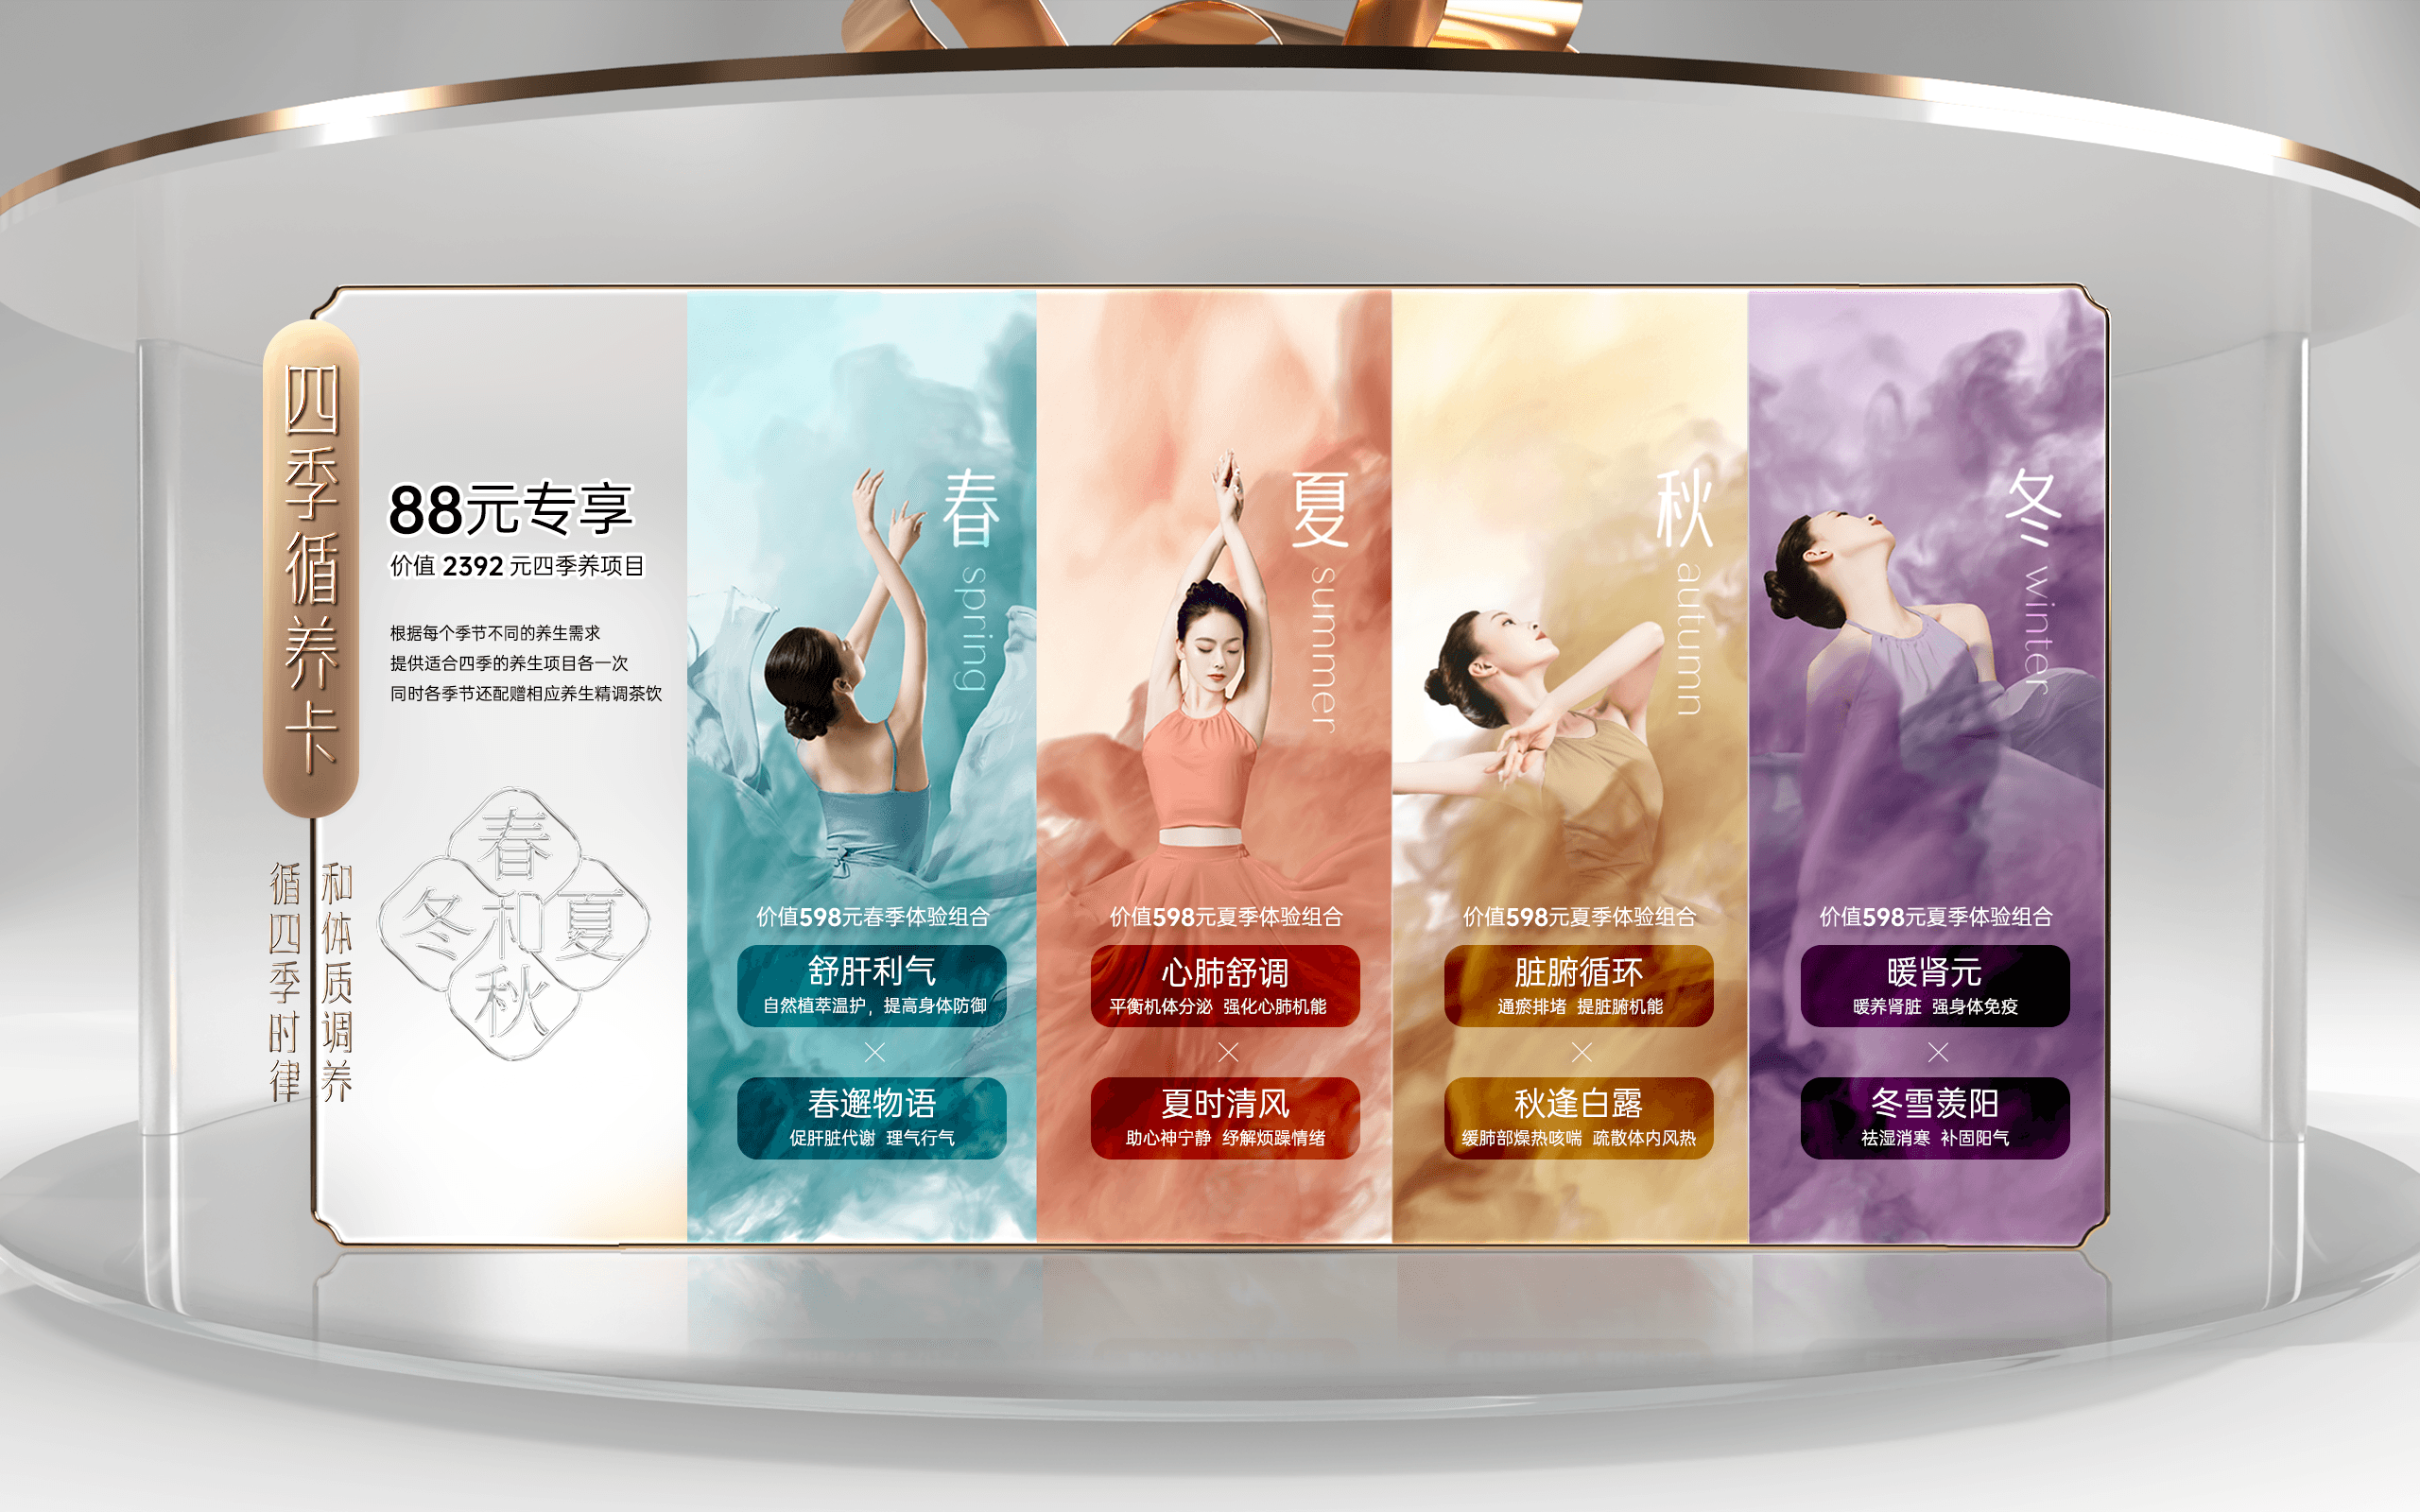 四季循养卡
循四季时律
和体质调养
88元专享
价值 2392 元四季养项目
根据每个季节不同的养生需求
提供适合四季的养生项目各一次
同时各季节还配赠相应养生精调茶饮
春
冬和夏
秋
春 spring
价值598元春季体验组合
舒肝利气
自然植萃温护，提高身体防御
×
春邂物语
促肝脏代谢 理气行气
夏 summer
价值598元夏季体验组合
心肺舒调
平衡机体分泌 强化心肺机能
×
夏时清风
助心神宁静 纾解烦躁情绪
秋 autumn
价值598元夏季体验组合
脏腑循环
通瘀排堵 提脏腑机能
×
秋逢白露
缓肺部燥热咳喘 疏散体内风热
冬 winter
价值598元夏季体验组合
暖肾元
暖养肾脏 强身体免疫
×
冬雪羡阳
祛湿消寒 补固阳气